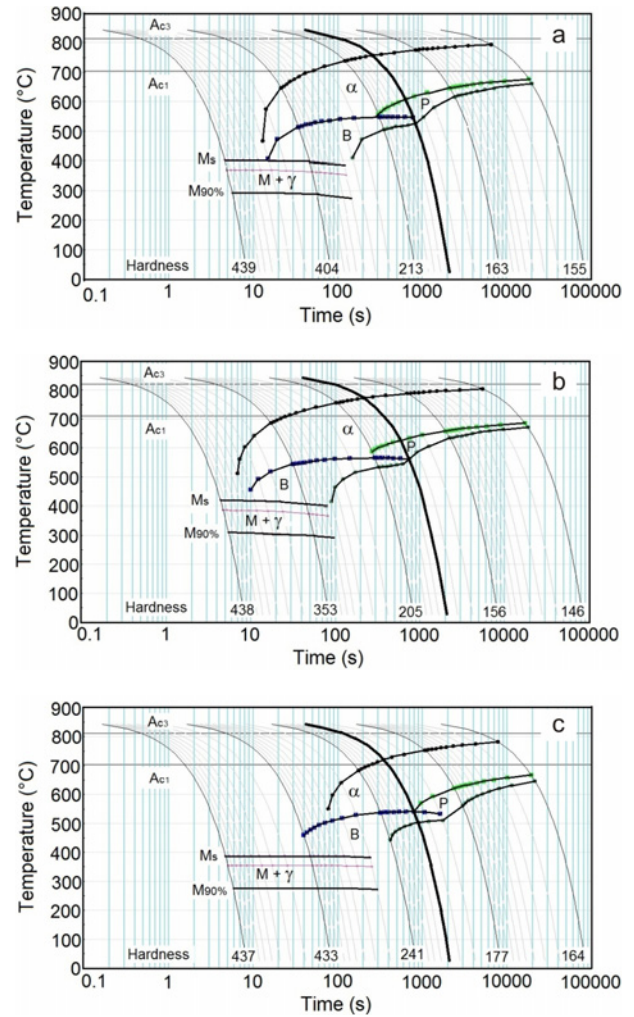 900
a
Ac3
800
700
Ac1
α
600
P
500
B
400
Ms
M + γ
300
M90%
200
100
Hardness 439 404 213 163 155
0
0.1 1 10 100 1000 10000 100000
Temperature (°C)
Time (s)
900
b
Ac3
800
700
Ac1
α
600
P
500
B
400
Ms
M + γ
300
M90%
200
100
Hardness 438 353 205 156 146
0
0.1 1 10 100 1000 10000 100000
Temperature (°C)
Time (s)
900
c
Ac3
800
700
Ac1
α
600
P
500
B
400
Ms
M + γ
300
M90%
200
100
Hardness 437 433 241 177 164
0
0.1 1 10 100 1000 10000 100000
Temperature (°C)
Time (s)